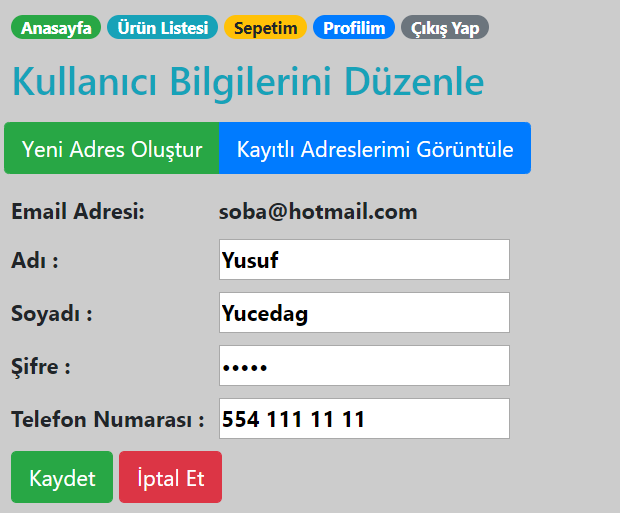 Anasayfa Ürün Listesi Sepetim Profilim Çıkış Yap
Kullanıcı Bilgilerini Düzenle
Yeni Adres Oluştur Kayıtlı Adreslerimi Görüntüle
Email Adresi: soba@hotmail.com
Adı : Yusuf
Soyadı : Yucedag
Şifre : •••••
Telefon Numarası : 554 111 11 11
Kaydet İptal Et